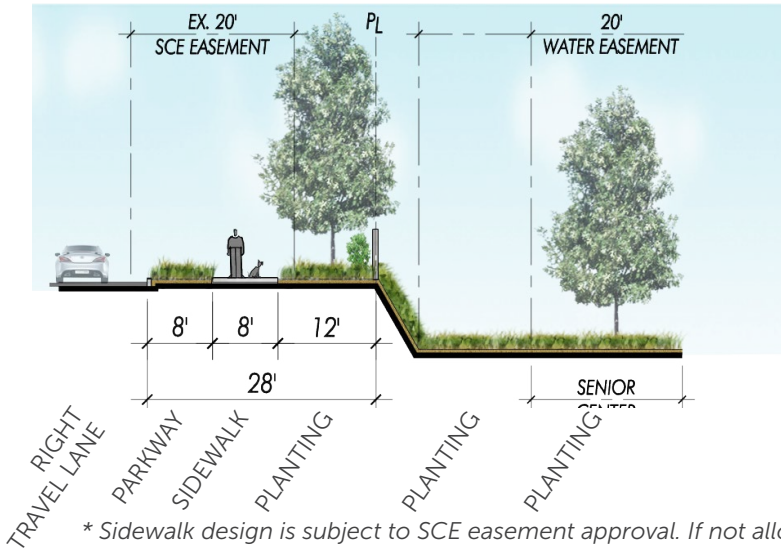 EX. 20'
SCE EASEMENT
PL
20'
WATER EASEMENT
8'
8'
12'
28'
SENIOR
CENTER
RIGHT
TRAVEL LANE
PARKWAY
SIDEWALK
PLANTING
PLANTING
PLANTING
* Sidewalk design is subject to SCE easement approval. If not